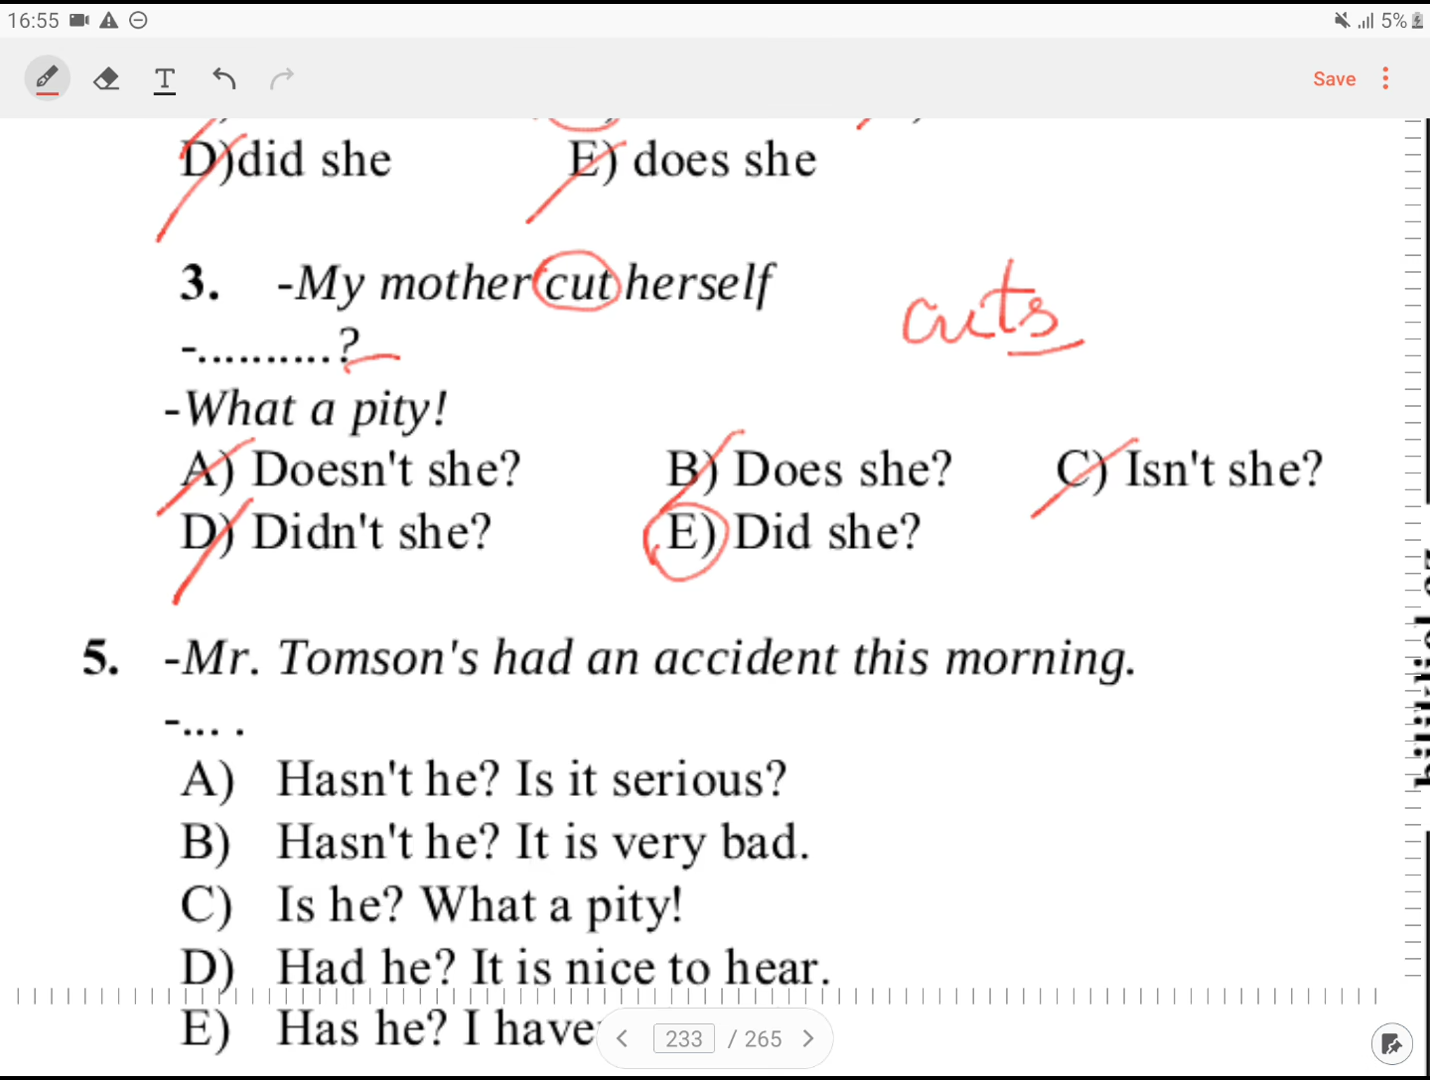 16:55
5%
T
Save
D)did she E) does she
3. -My mother cut herself
cuts
-..........?
-What a pity!
A) Doesn't she? B) Does she? C) Isn't she?
D) Didn't she? E) Did she?
5. -Mr. Tomson's had an accident this morning.
-... .
A) Hasn't he? Is it serious?
B) Hasn't he? It is very bad.
C) Is he? What a pity!
D) Had he? It is nice to hear.
E) Has he? I have
233 / 265